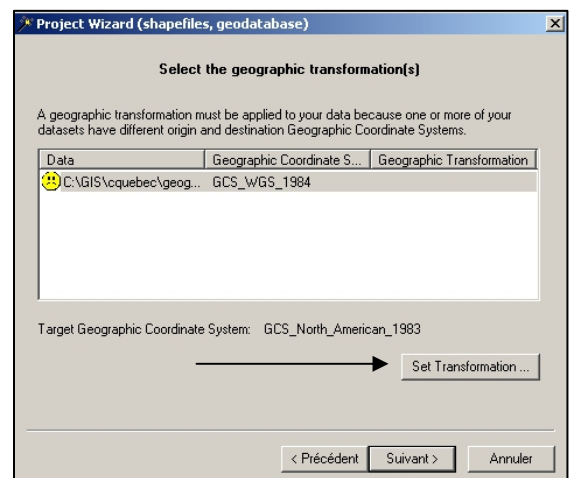 Project Wizard (shapefiles, geodatabase)
Select the geographic transformation(s)
A geographic transformation must be applied to your data because one or more of your
datasets have different origin and destination Geographic Coordinate Systems.
Data Geographic Coordinate S... Geographic Transformation
C:\GIS\cquebec\geog... GCS_WGS_1984
Target Geographic Coordinate System: GCS_North_American_1983
Set Transformation ...
< Précédent Suivant > Annuler